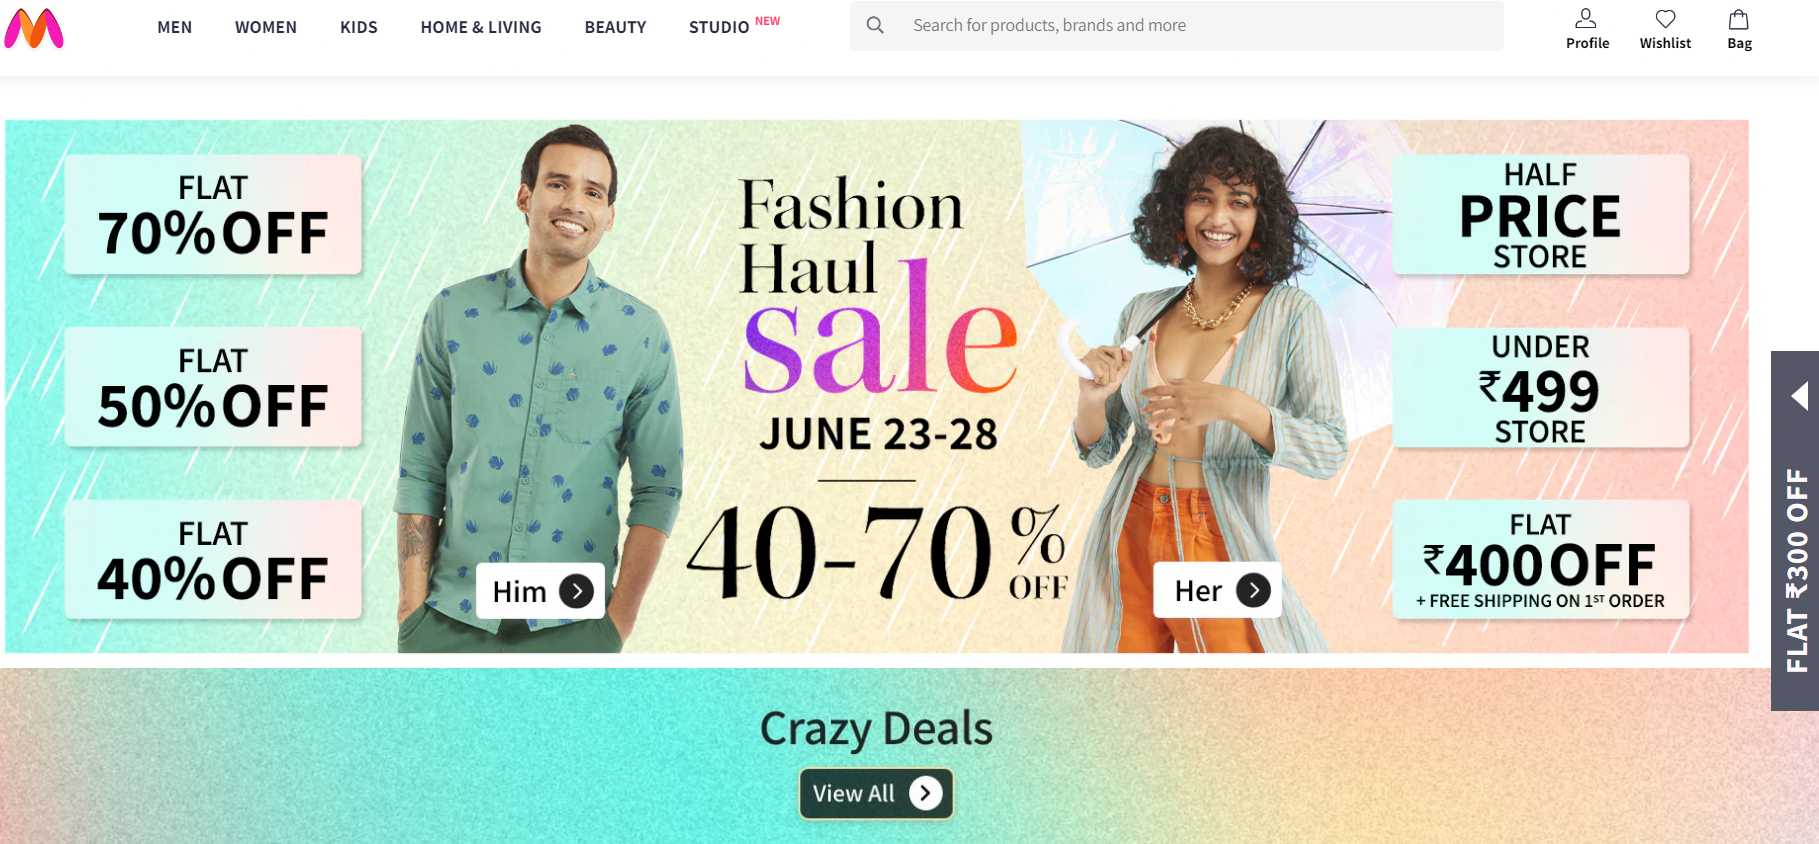 MEN WOMEN KIDS HOME & LIVING BEAUTY STUDIO NEW
Search for products, brands and more
Profile Wishlist Bag
FLAT
70% OFF
FLAT
50% OFF
FLAT
40% OFF
Fashion
Haul
sale
JUNE 23-28
40-70% OFF
Him
Her
HALF
PRICE
STORE
UNDER
₹499
STORE
FLAT
₹400 OFF
+ FREE SHIPPING ON 1ST ORDER
FLAT ₹300 OFF
Crazy Deals
View All